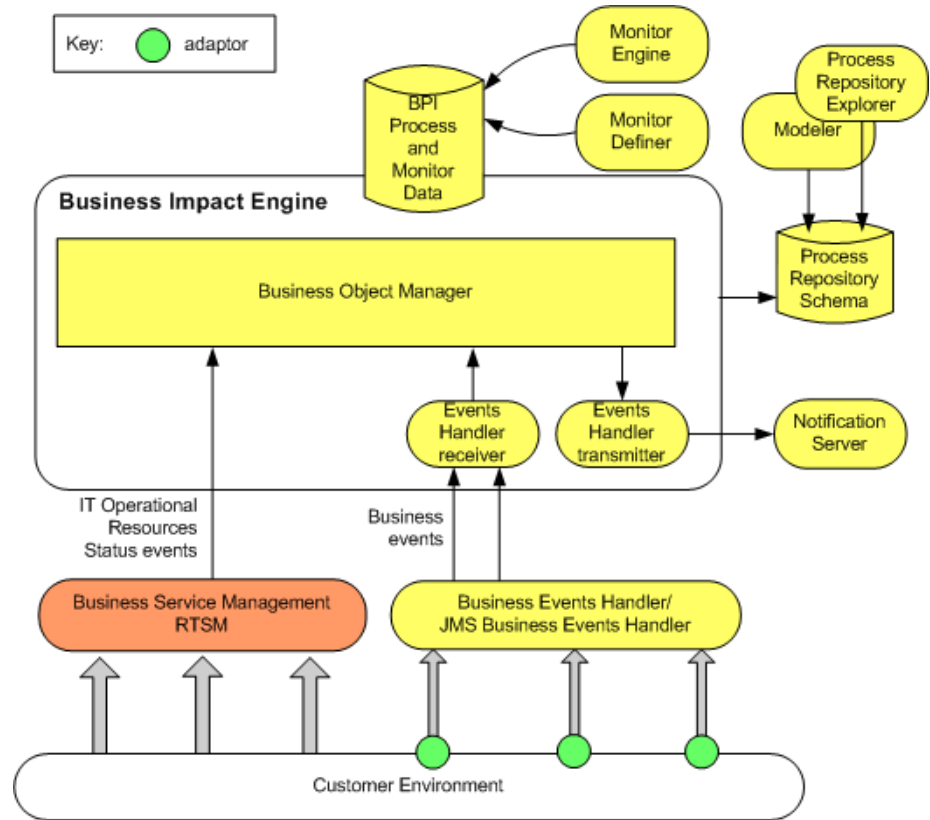 Key:
adaptor
Monitor
Engine
Process
Repository
Explorer
BPI
Process
and
Monitor
Data
Monitor
Definer
Modeler
Business Impact Engine
Process
Repository
Schema
Business Object Manager
Events
Handler
receiver
Events
Handler
transmitter
Notification
Server
IT Operational
Resources
Status events
Business
events
Business Service Management
RTSM
Business Events Handler/
JMS Business Events Handler
Customer Environment